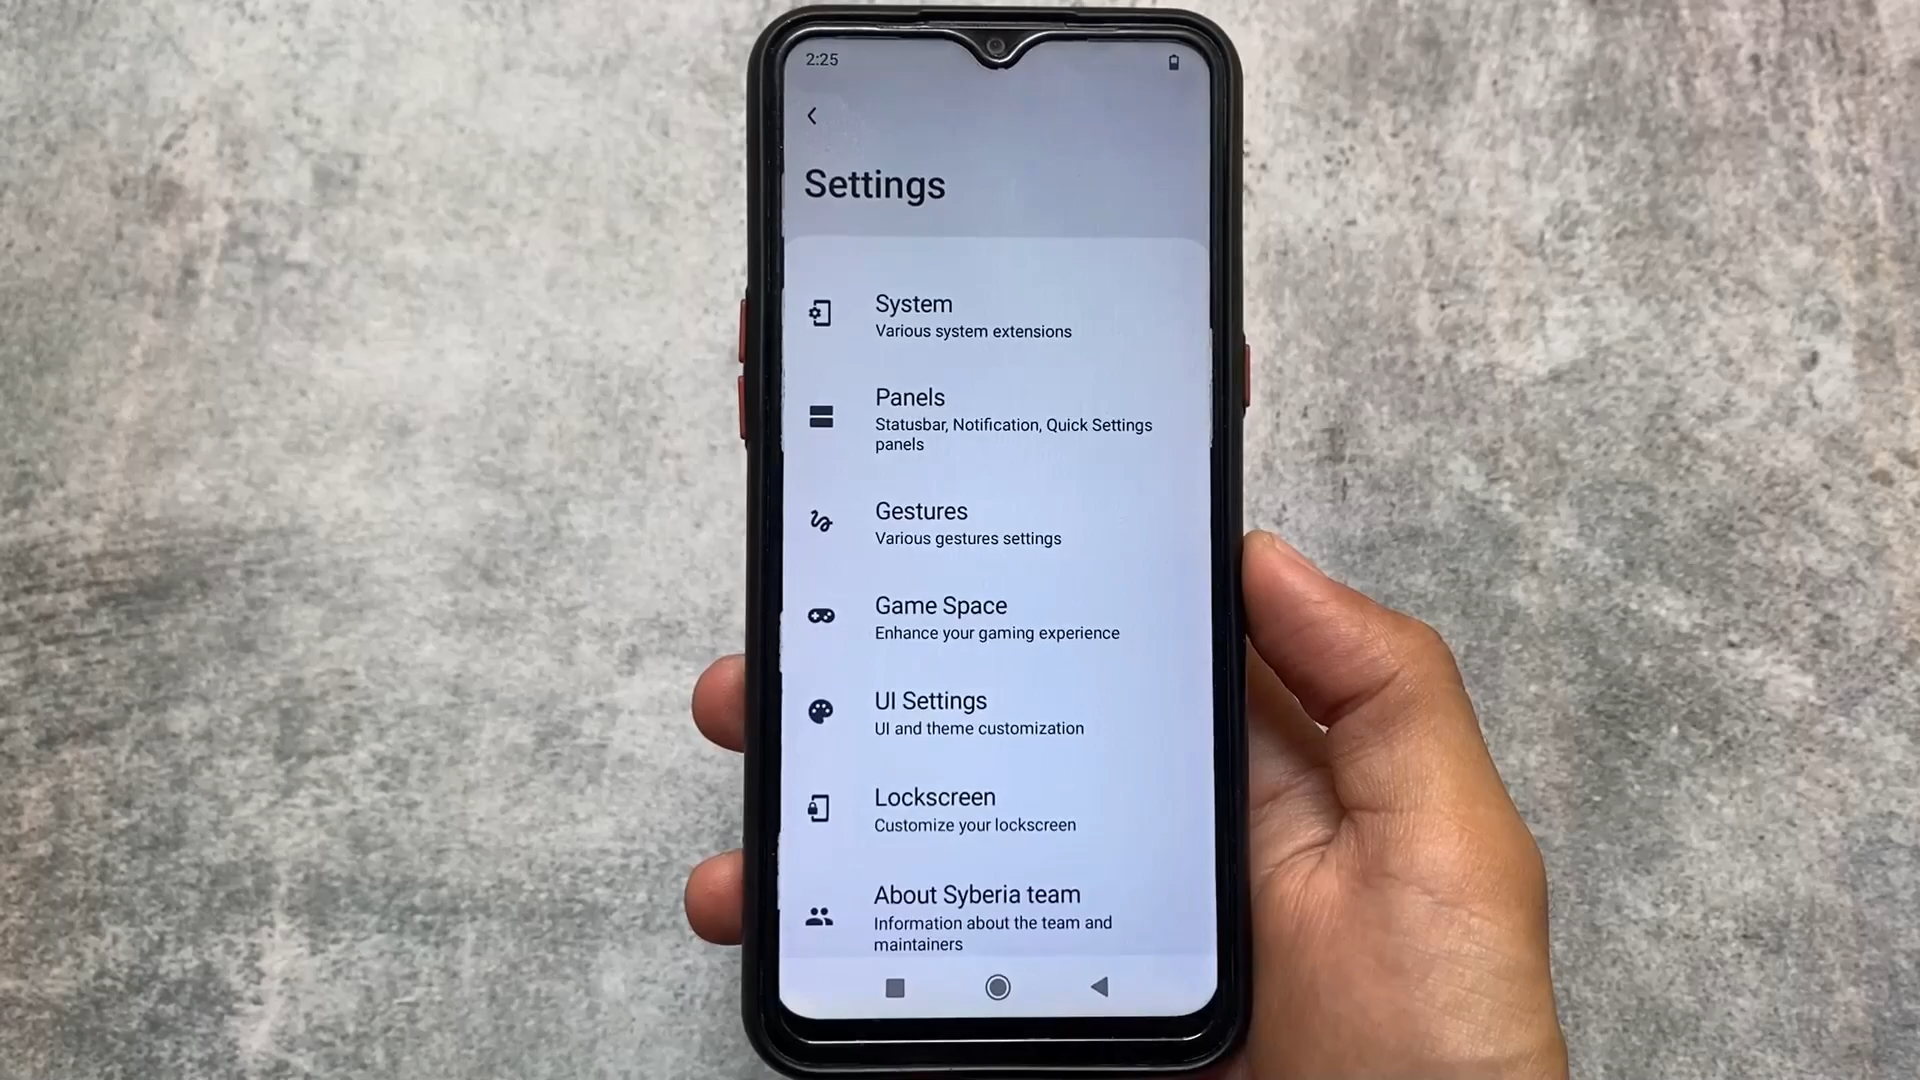 2:25
Settings
System
Various system extensions
Panels
Statusbar, Notification, Quick Settings
panels
Gestures
Various gestures settings
Game Space
Enhance your gaming experience
UI Settings
UI and theme customization
Lockscreen
Customize your lockscreen
About Syberia team
Information about the team and
maintainers